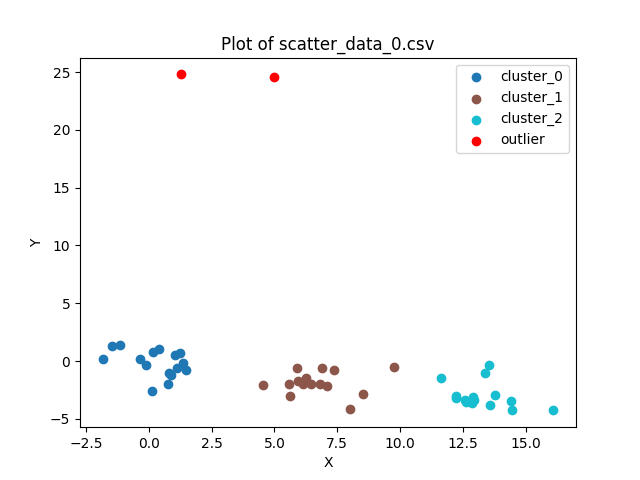 Plot of scatter_data_0.csv
25
20
15
10
5
0
−5
Y
cluster_0
cluster_1
cluster_2
outlier
−2.5 0.0 2.5 5.0 7.5 10.0 12.5 15.0
X